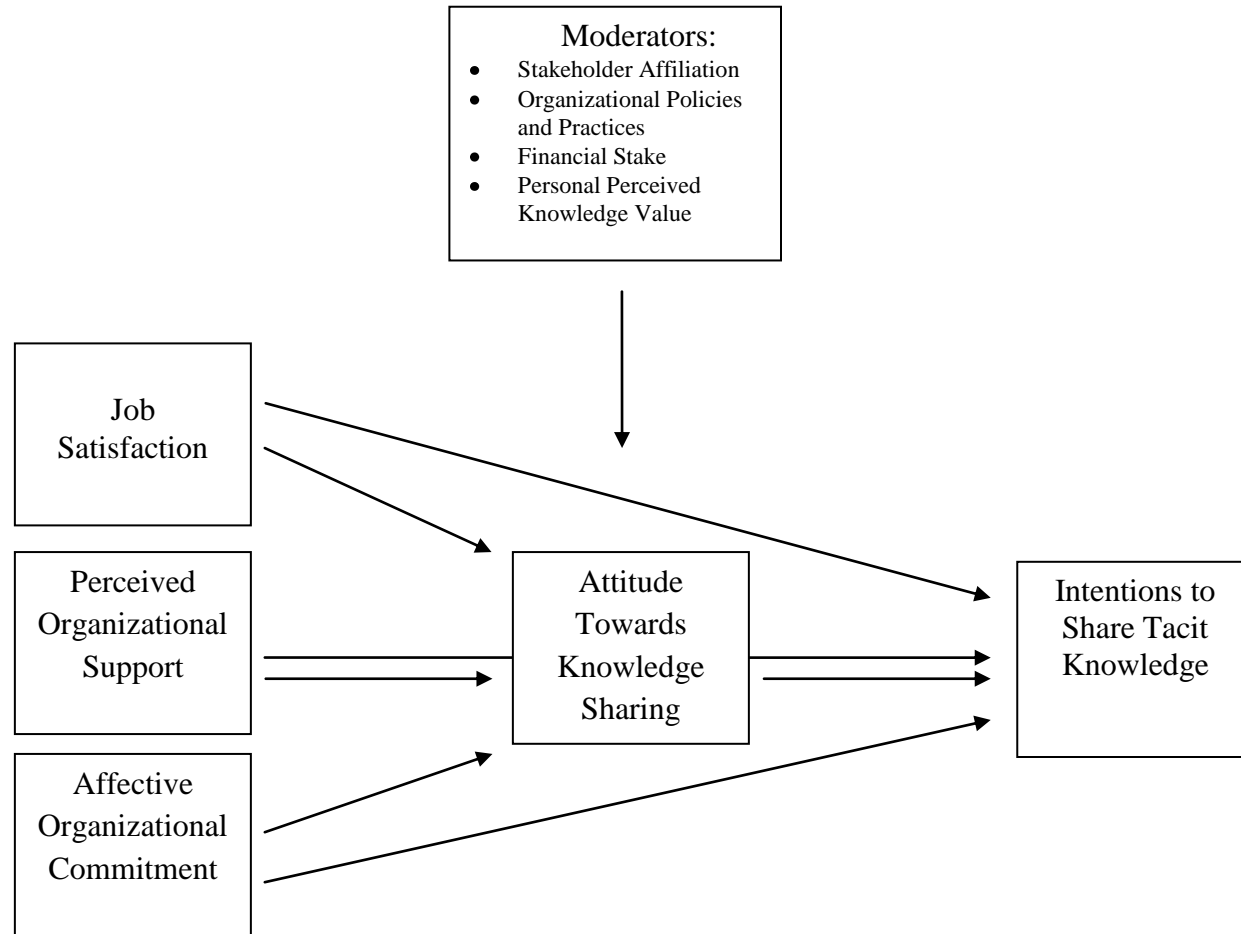 Moderators:
● Stakeholder Affiliation
● Organizational Policies
and Practices
● Financial Stake
● Personal Perceived
Knowledge Value
Job
Satisfaction
Perceived
Organizational
Support
Affective
Organizational
Commitment
Attitude
Towards
Knowledge
Sharing
Intentions to
Share Tacit
Knowledge